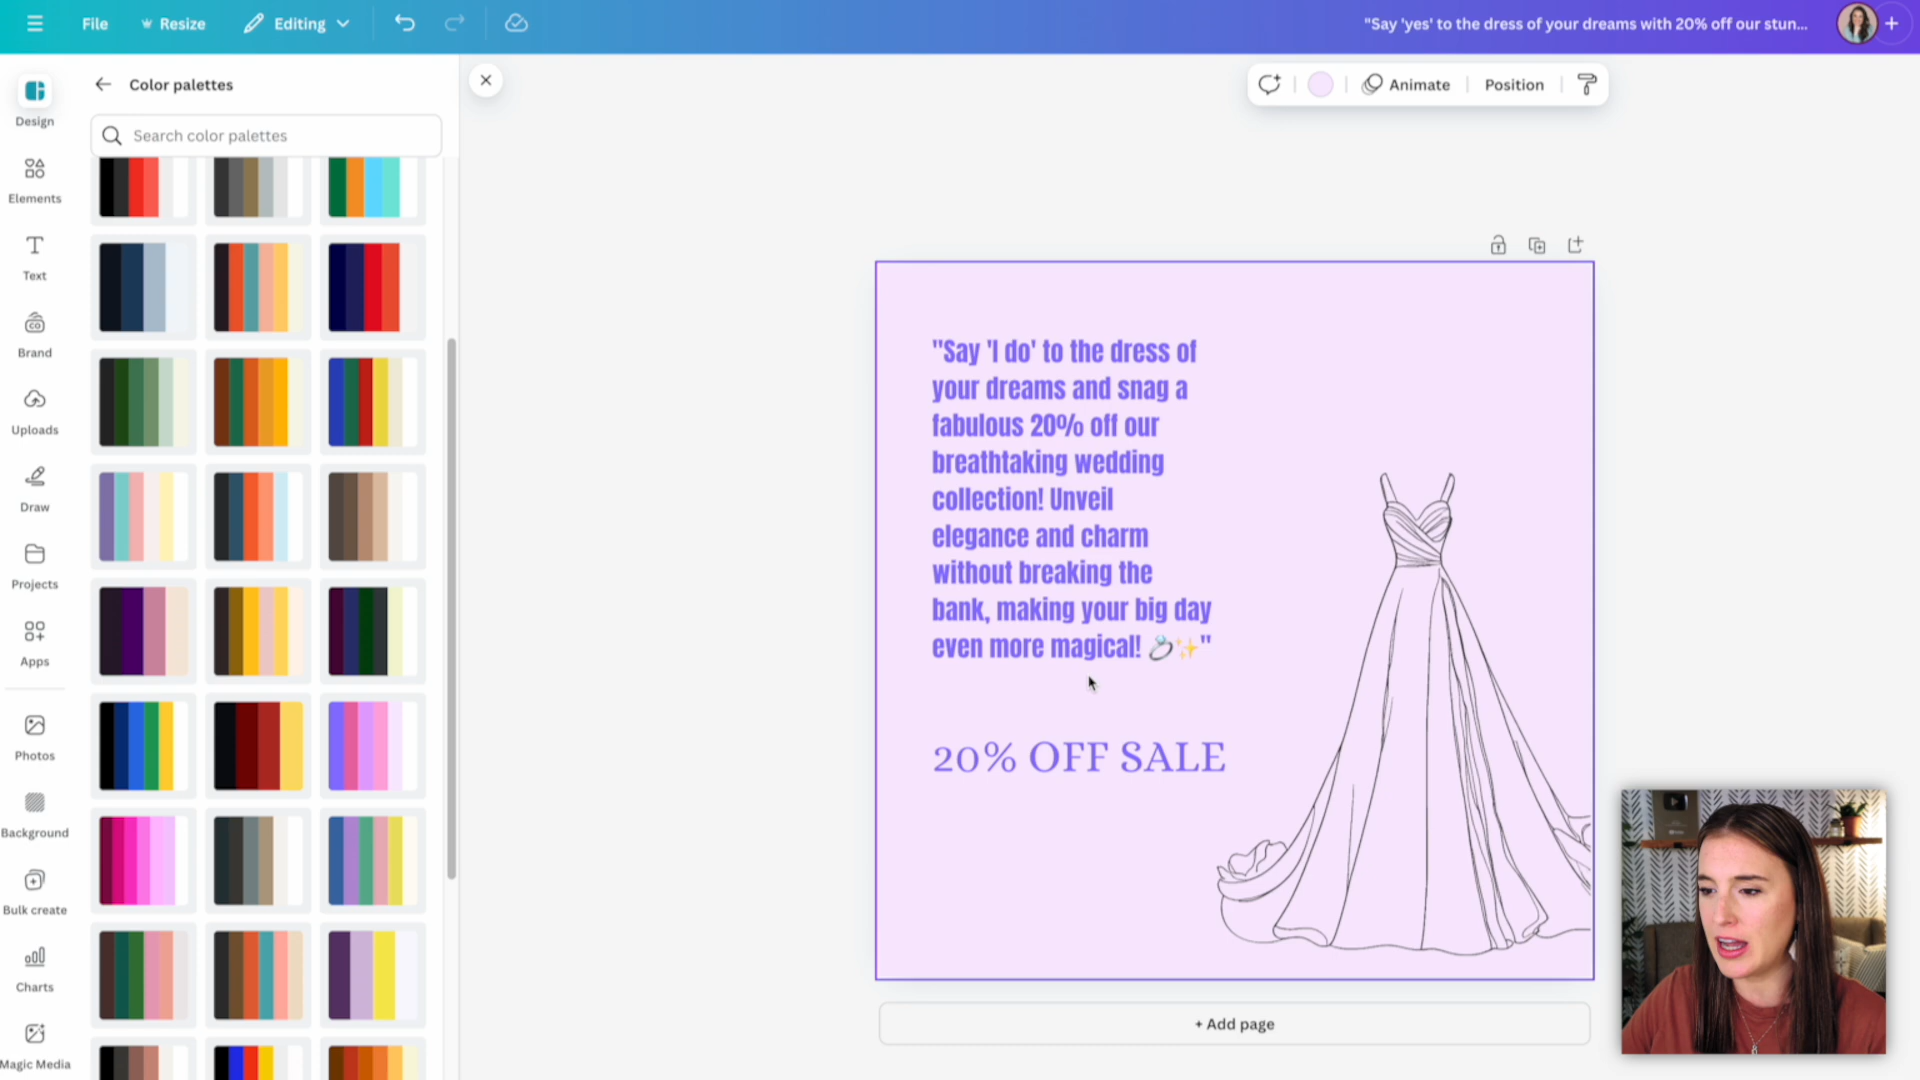 File
Resize
Editing
"Say 'yes' to the dress of your dreams with 20% off our stun...
Design
Elements
Text
Brand
Uploads
Draw
Projects
Apps
Photos
Background
Bulk create
Charts
Magic Media
Color palettes
Search color palettes
Animate
Position
"Say 'I do' to the dress of
your dreams and snag a
fabulous 20% off our
breathtaking wedding
collection! Unveil
elegance and charm
without breaking the
bank, making your big day
even more magical! 💍✨"
20% OFF SALE
+ Add page